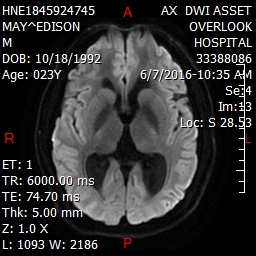 HNE1845924745
MAY^EDISON
M
DOB: 10/18/1992
Age: 023Y
A
AX DWI ASSET
OVERLOOK
HOSPITAL
33388086
6/7/2016-10:35 AM
Se:4
Im:13
Loc: S 28.53
R
L
ET: 1
TR: 6000.00 ms
TE: 74.70 ms
Thk: 5.00 mm
Z: 1.0 X
L: 1093 W: 2186
P